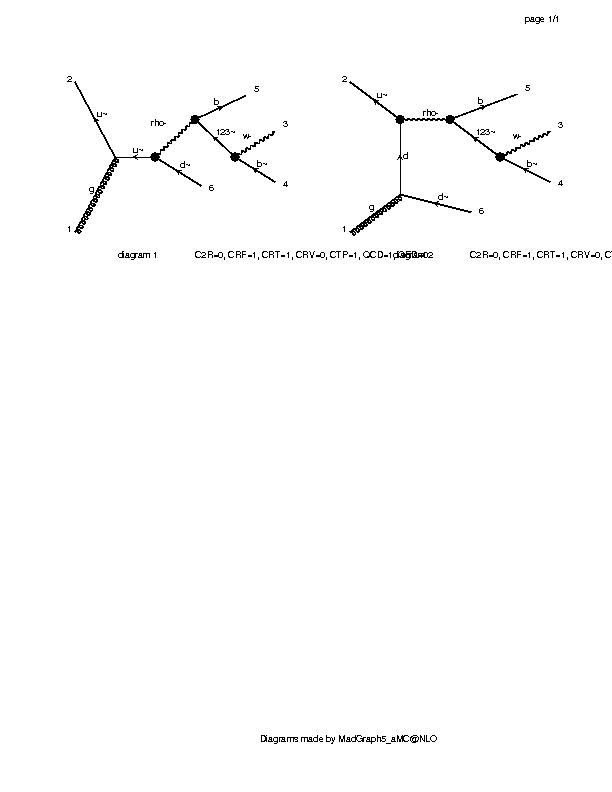 page 1/1
2
u~
g
1
u~
rho-
b
5
123~
w-
3
d~
6
b~
4
diagram 1
C2R=0, CRF=1, CRT=1, CRV=0, CTP=1, QCD=1, QED=0
2
u~
rho-
b
5
123~
w-
3
d
b~
4
g
1
d~
6
diagram 2
C2R=0, CRF=1, CRT=1, CRV=0, CT
Diagrams made by MadGraph5_aMC@NLO